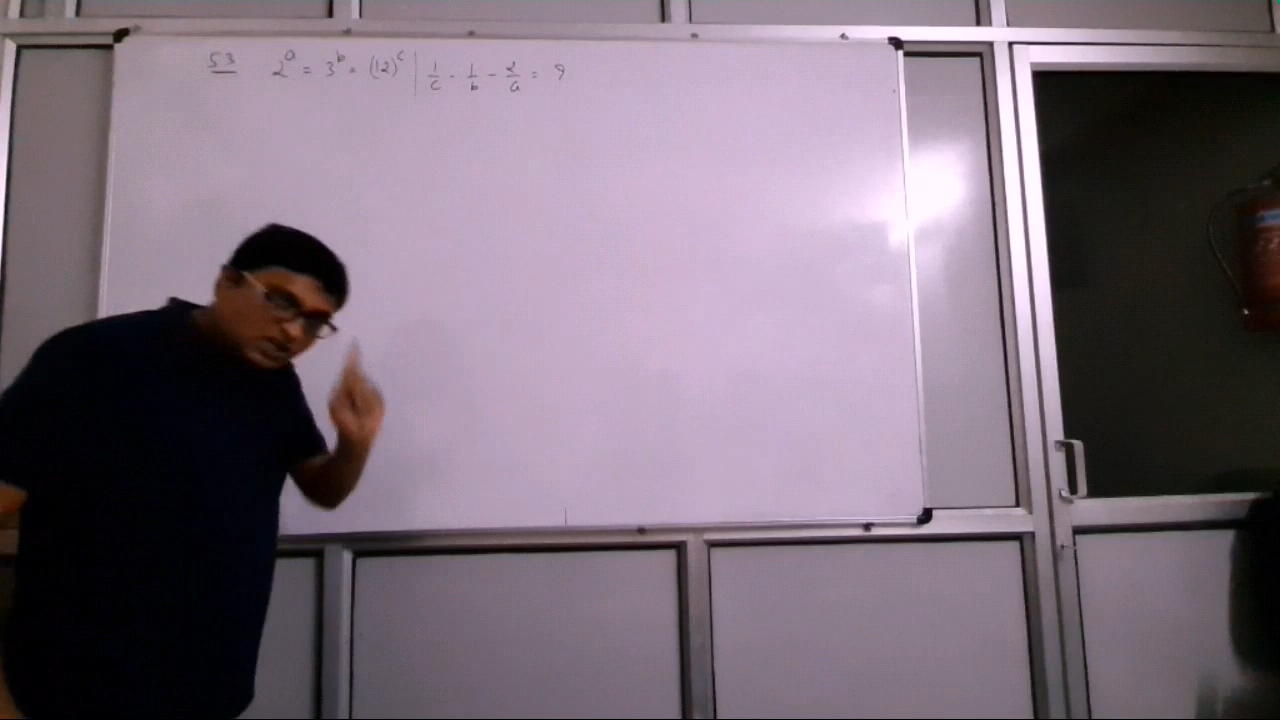 53 2^a = 3^b = (12)^c | 1/c - 1/b - 2/a = ?